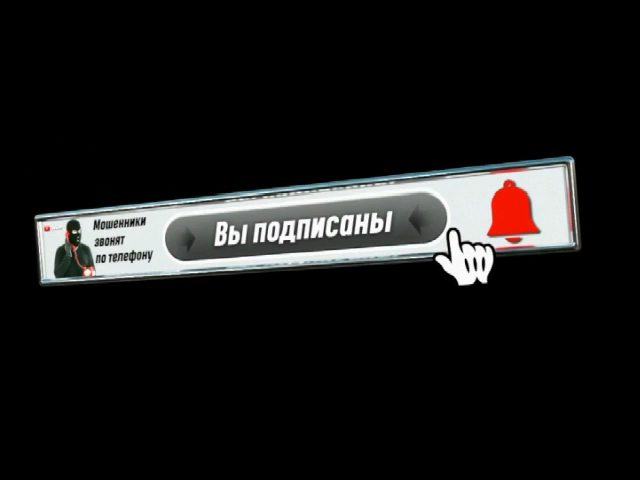 Мошенники
звонят
по телефону
Вы подписаны